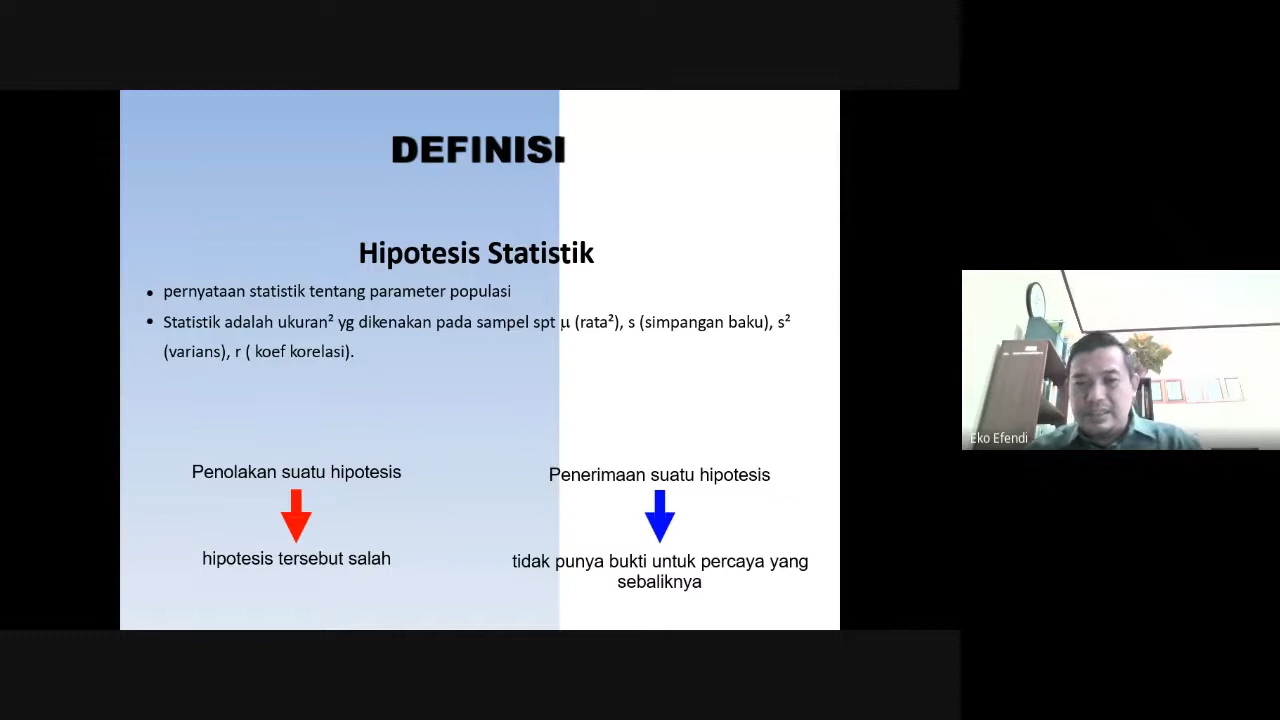 DEFINISI
Hipotesis Statistik
• pernyataan statistik tentang parameter populasi
• Statistik adalah ukuran² yg dikenakan pada sampel spt µ (rata²), s (simpangan baku), s²
(varians), r ( koef korelasi).
Penolakan suatu hipotesis
hipotesis tersebut salah
Penerimaan suatu hipotesis
tidak punya bukti untuk percaya yang
sebaliknya
Eko Efendi